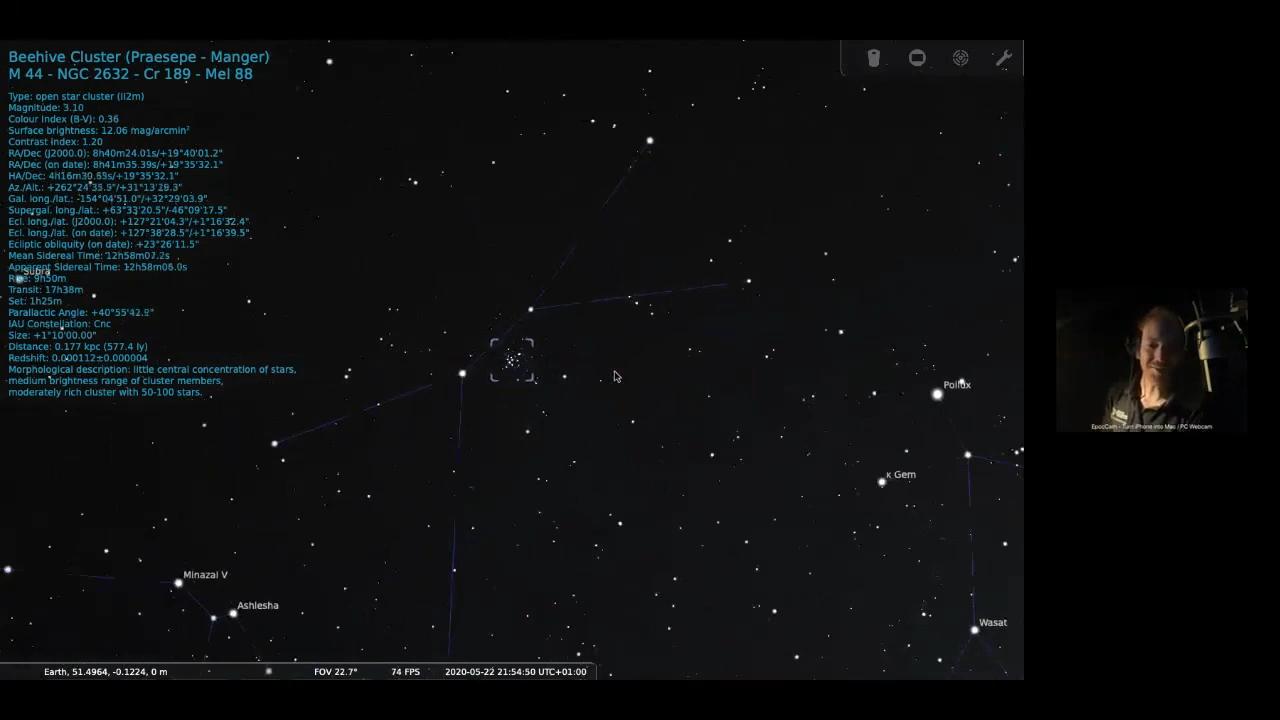 Beehive Cluster (Praesepe - Manger)
M 44 - NGC 2632 - Cr 189 - Mel 88
Type: open star cluster (II2m)
Magnitude: 3.10
Colour Index (B-V): 0.36
Surface brightness: 12.06 mag/arcmin²
Contrast index: 1.20
RA/Dec (J2000.0): 8h40m24.01s/+19°40'01.2"
RA/Dec (on date): 8h41m35.39s/+19°35'32.1"
HA/Dec: 4h16m30.63s/+19°35'32.1"
Az./Alt.: +262°24'35.9"/+31°13'29.3"
Gal. long./lat.: -154°04'51.0"/+32°29'03.9"
Supergal. long./lat.: +63°33'20.5"/-46°09'17.5"
Ecl. long./lat. (J2000.0): +127°21'04.3"/+1°16'32.4"
Ecl. long./lat. (on date): +127°38'28.5"/+1°16'39.5"
Ecliptic obliquity (on date): +23°26'11.5"
Mean Sidereal Time: 12h58m07.2s
Apparent Sidereal Time: 12h58m06.0s
Subra
Rise: 9h50m
Transit: 17h38m
Set: 1h25m
Parallactic Angle: +40°55'42.9"
IAU Constellation: Cnc
Size: +1°10'00.00"
Distance: 0.177 kpc (577.4 ly)
Redshift: 0.000112±0.000004
Morphological description: little central concentration of stars,
medium brightness range of cluster members,
moderately rich cluster with 50-100 stars.
Pollux
EpocCam - Turn iPhone into Mac / PC Webcam
κ Gem
Minazal V
Ashlesha
Wasat
Earth, 51.4964, -0.1224, 0 m
FOV 22.7°
74 FPS
2020-05-22 21:54:50 UTC+01:00